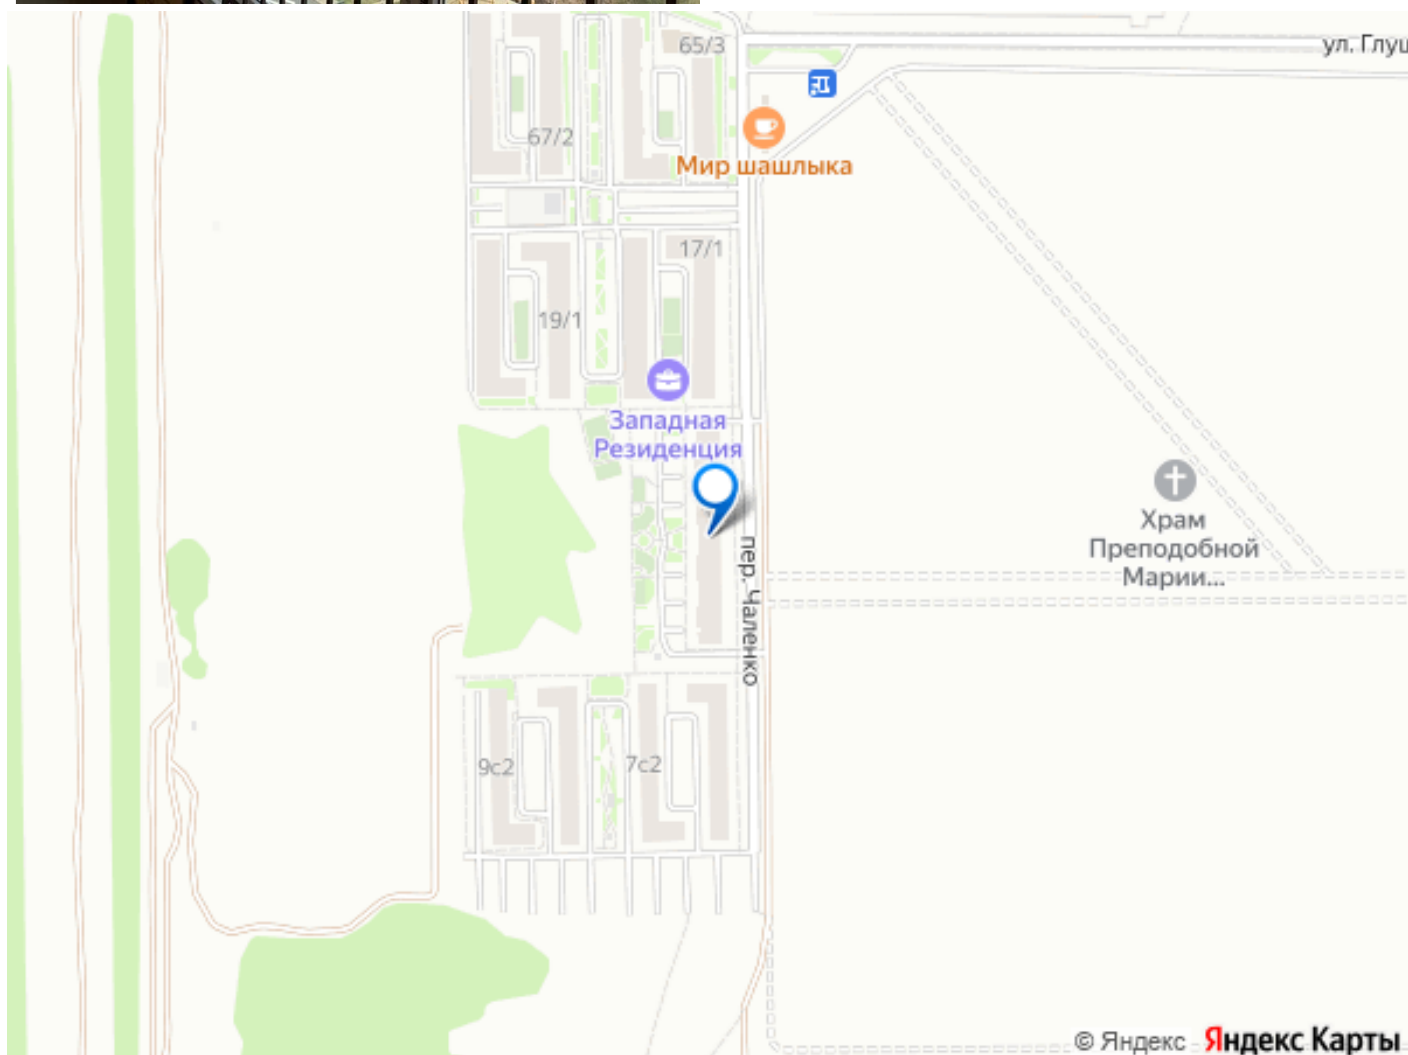 65/3
ул. Глуш
67/2
Мир шашлыка
17/1
19/1
Западная
Резиденция
Храм
Преподобной
Марии...
пер. Чаленко
9с2
7с2
© Яндекс Яндекс Карты